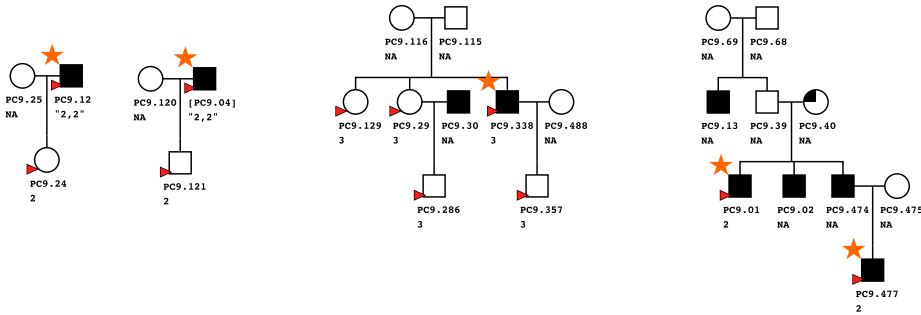 PC9.116 PC9.115
NA NA
PC9.69 PC9.68
NA NA
PC9.25 PC9.12
NA "2,2"
PC9.120 [PC9.04]
NA "2,2"
PC9.129 PC9.29 PC9.30 PC9.338 PC9.488
3 3 NA 3 NA
PC9.13 PC9.39 PC9.40
NA NA NA
PC9.24
2
PC9.121
2
PC9.286 PC9.357
3 3
PC9.01 PC9.02 PC9.474 PC9.475
2 NA NA NA
PC9.477
2